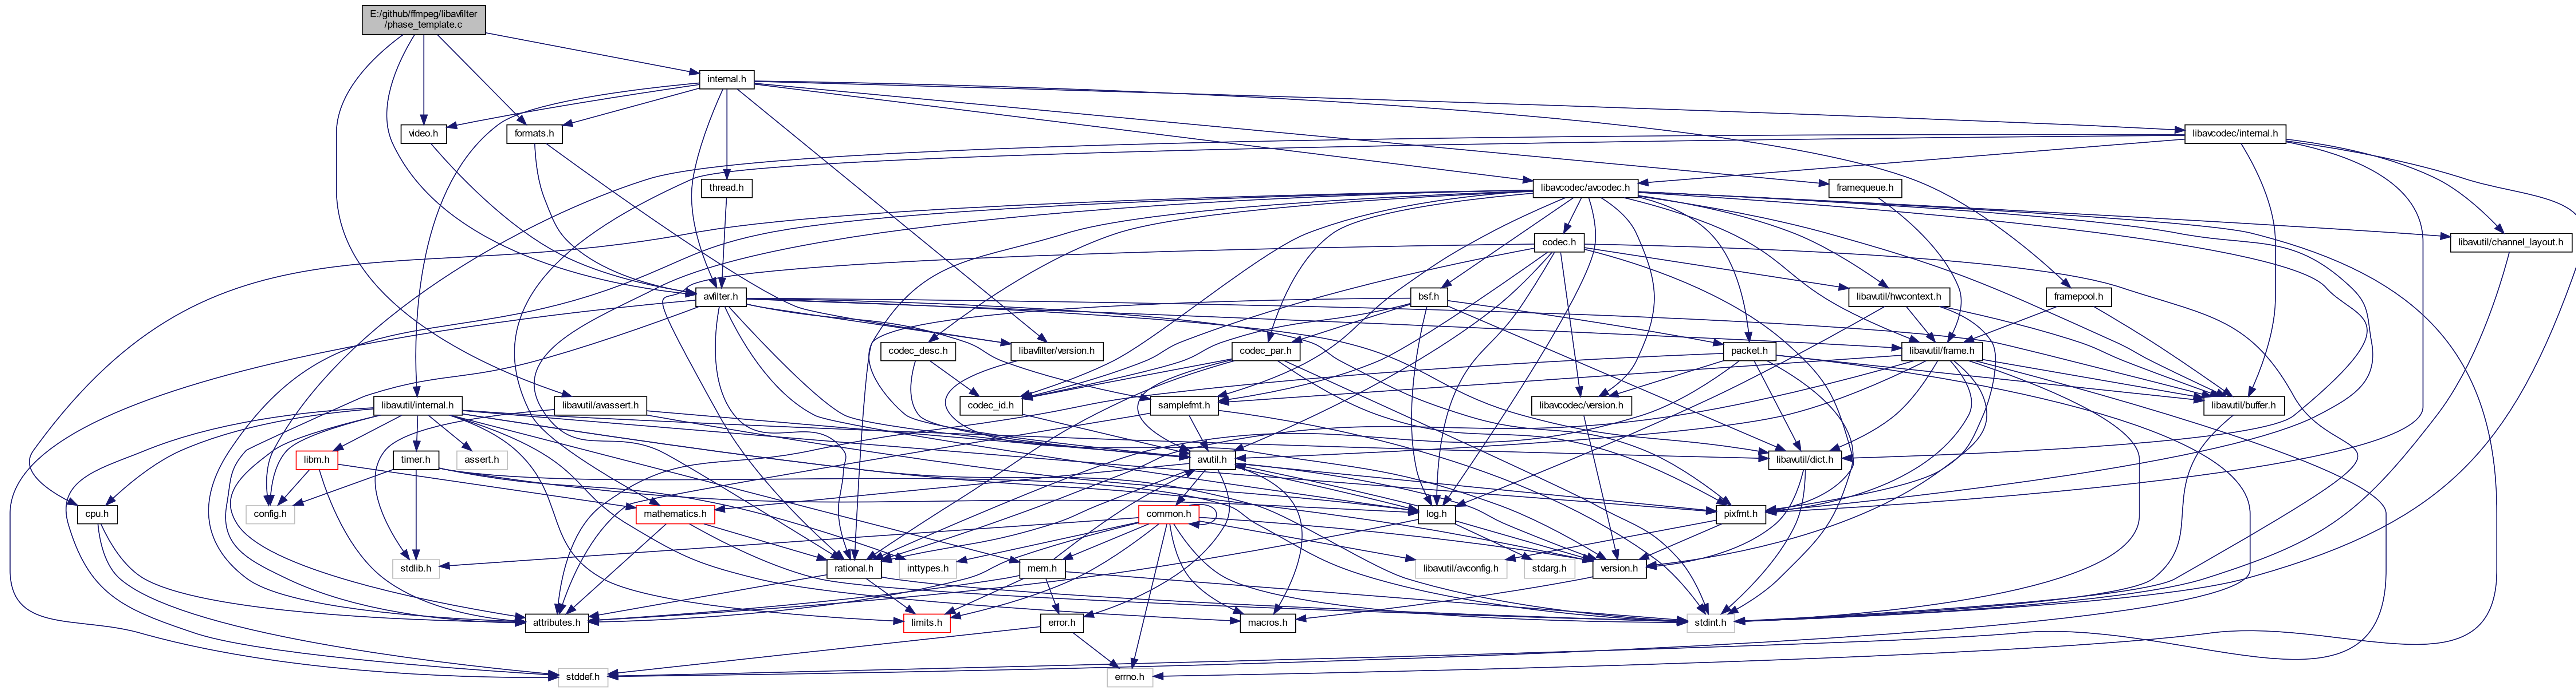 E:/github/ffmpeg/libavfilter
/phase_template.c
internal.h
video.h
formats.h
libavcodec/internal.h
thread.h
libavcodec/avcodec.h
framequeue.h
codec.h
libavutil/channel_layout.h
avfilter.h
bsf.h
libavutil/hwcontext.h
framepool.h
codec_desc.h
libavfilter/version.h
codec_par.h
packet.h
libavutil/frame.h
libavutil/internal.h
libavutil/avassert.h
codec_id.h
samplefmt.h
libavcodec/version.h
libavutil/buffer.h
libm.h
timer.h
assert.h
avutil.h
libavutil/dict.h
cpu.h
config.h
mathematics.h
common.h
log.h
pixfmt.h
stdlib.h
rational.h
inttypes.h
mem.h
libavutil/avconfig.h
stdarg.h
version.h
attributes.h
limits.h
error.h
macros.h
stdint.h
stddef.h
errno.h